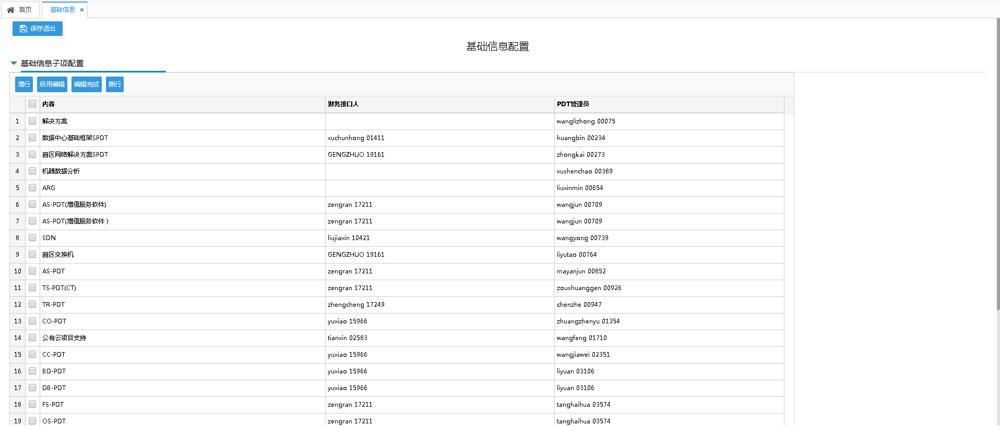 首页 基础信息 ×
保存退出
基础信息配置
基础信息子项配置
增行 启用编辑 编辑完成 删行
内容 财务接口人 PDT管理员
1 解决方案 wanglizhong 00075
2 数据中心基础框架SPDT xuchunhong 01411 huangbin 00234
3 园区网络解决方案SPDT GENGZHUO 19161 zhongkai 00273
4 机器数据分析 xushenchao 00389
5 ARG liuxinmin 00654
6 AS-PDT(增值服务软件) zengran 17211 wangjun 00709
7 AS-PDT(增值服务软件 ) zengran 17211 wangjun 00709
8 SDN liujiaxin 10421 wangyong 00739
9 园区交换机 GENGZHUO 19161 liyutao 00764
10 AS-PDT zengran 17211 mayanjun 00852
11 TS-PDT(CT) zengran 17211 zoushuanggen 00926
12 TR-PDT zhengcheng 17249 chenzhe 00947
13 CO-PDT yuxiao 15966 zhuangzhenyu 01354
14 公有云项目支持 tianxin 02583 wangfeng 01710
15 CC-PDT yuxiao 15966 wangjiawei 02351
16 BD-PDT yuxiao 15966 liyuan 03106
17 DB-PDT yuxiao 15966 liyuan 03106
18 FS-PDT zengran 17211 tanghaihua 03574
19 OS-PDT zengran 17211 tanghaihua 03574